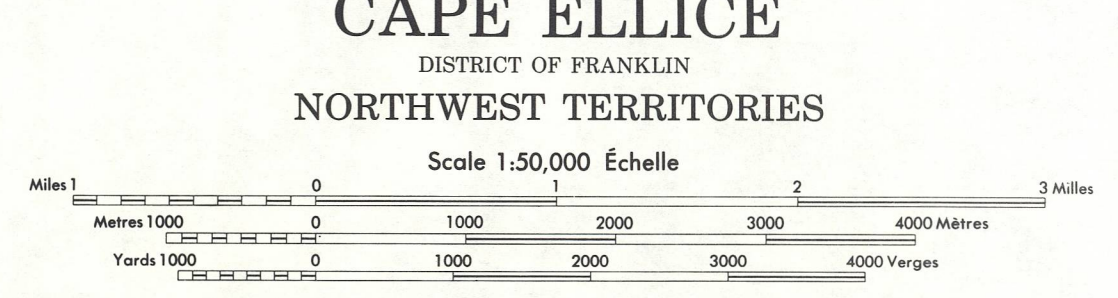 CAPE ELLICE
DISTRICT OF FRANKLIN
NORTHWEST TERRITORIES
Scale 1:50,000 Échelle
Miles 1 0 1 2 3 Milles
Metres 1000 0 1000 2000 3000 4000 Mètres
Yards 1000 0 1000 2000 3000 4000 Verges